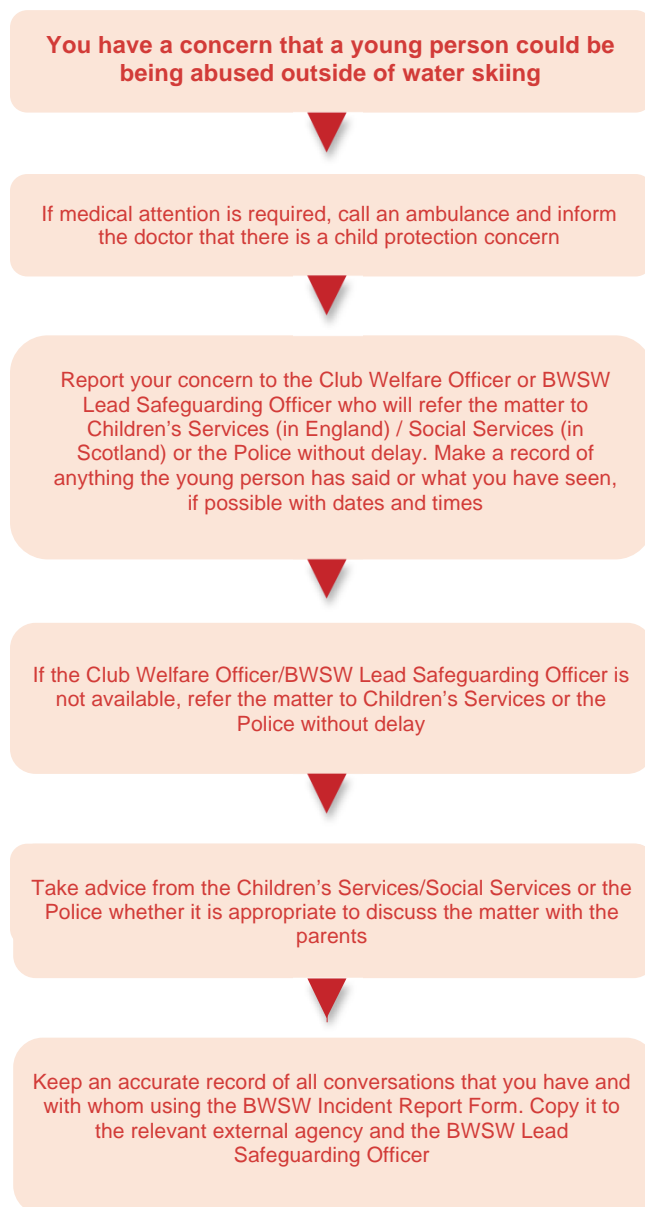 You have a concern that a young person could be
being abused outside of water skiing
If medical attention is required, call an ambulance and inform
the doctor that there is a child protection concern
Report your concern to the Club Welfare Officer or BWSW
Lead Safeguarding Officer who will refer the matter to
Children’s Services (in England) / Social Services (in
Scotland) or the Police without delay. Make a record of
anything the young person has said or what you have seen,
if possible with dates and times
If the Club Welfare Officer/BWSW Lead Safeguarding Officer is
not available, refer the matter to Children’s Services or the
Police without delay
Take advice from the Children’s Services/Social Services or the
Police whether it is appropriate to discuss the matter with the
parents
Keep an accurate record of all conversations that you have and
with whom using the BWSW Incident Report Form. Copy it to
the relevant external agency and the BWSW Lead
Safeguarding Officer